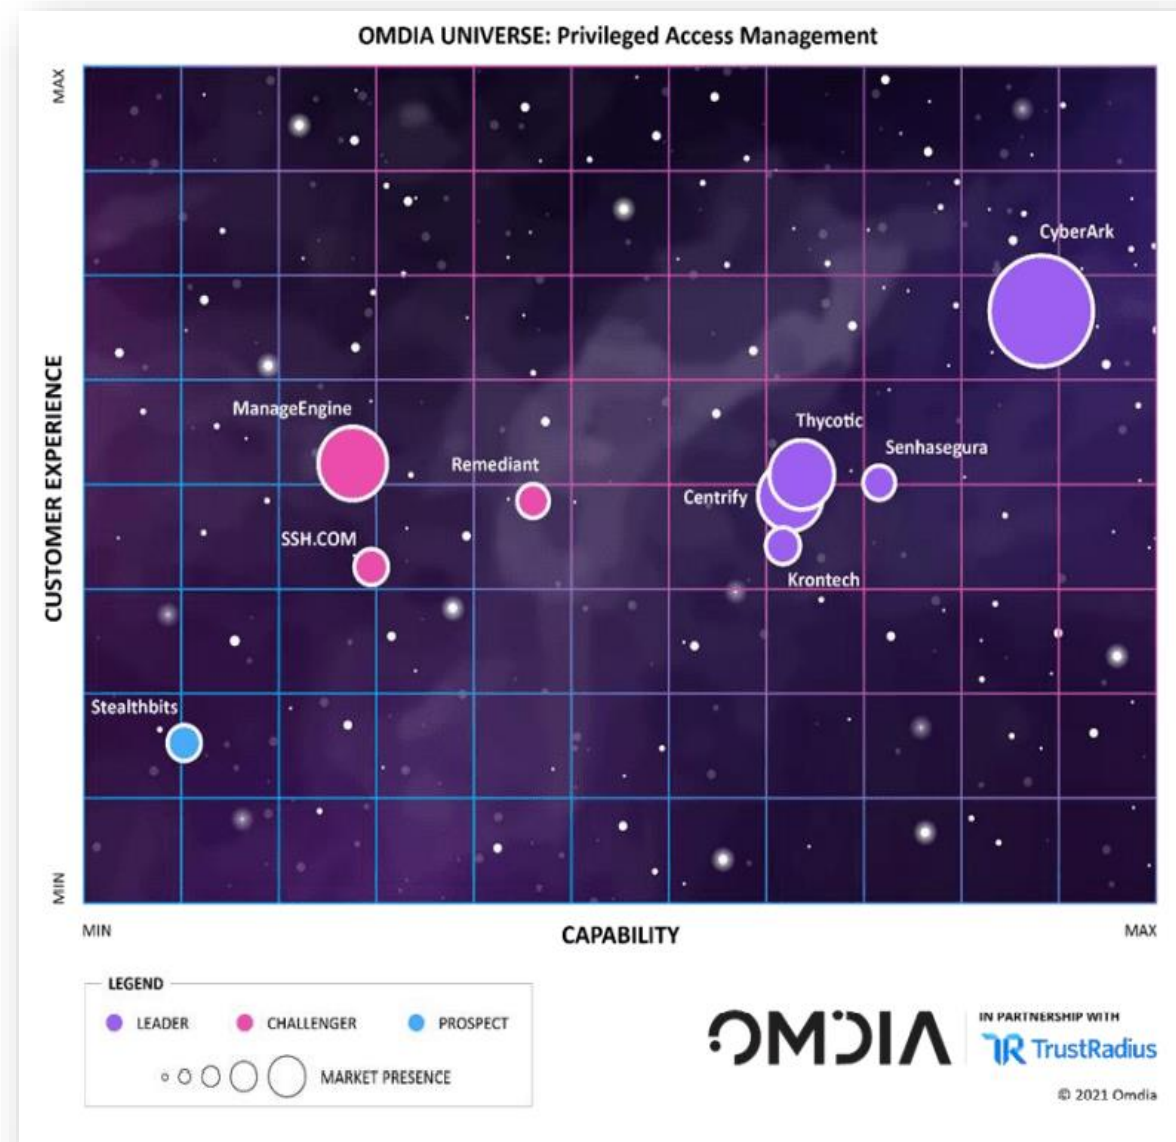 OMDIA UNIVERSE: Privileged Access Management
MAX
CyberArk
CUSTOMER EXPERIENCE
ManageEngine
Thycotic
Remediant
Senhasegura
Centrify
SSH.COM
Krontech
Stealthbits
MIN
MIN
CAPABILITY
MAX
LEGEND
LEADER
CHALLENGER
PROSPECT
MARKET PRESENCE
OMDIA
IN PARTNERSHIP WITH
TR TrustRadius
© 2021 Omdia